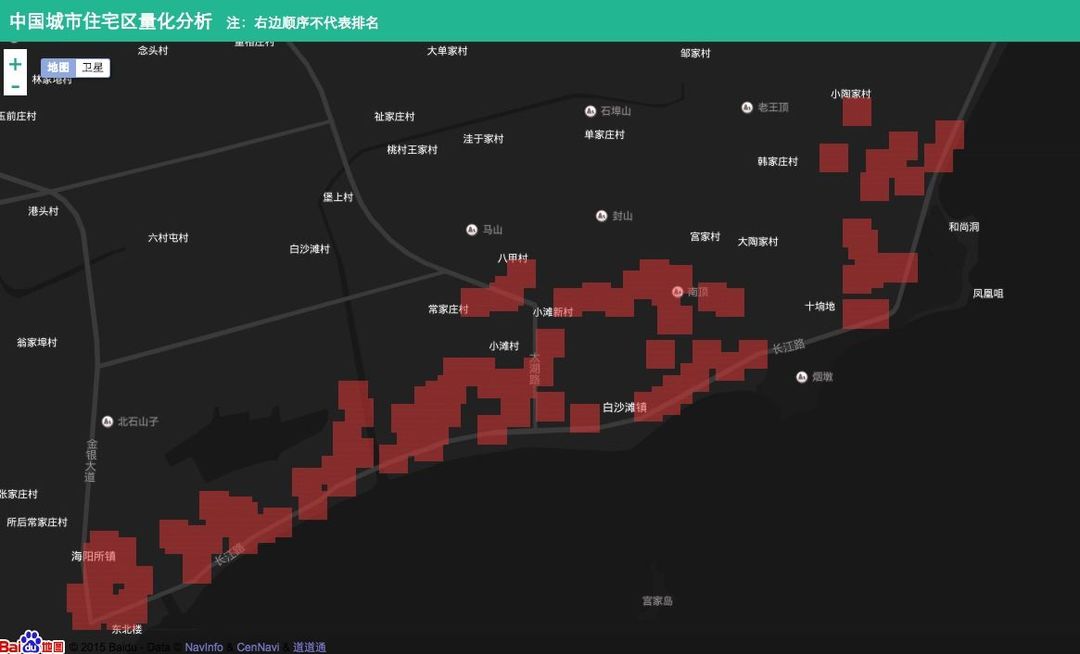 中国城市住宅区量化分析 注：右边顺序不代表排名
念头村
大单家村
邹家村
+
-
地图 卫星
小陶家村
石埠山
老王顶
祉家庄村
洼于家村
单家庄村
桃村王家村
韩家庄村
堡上村
港头村
马山
封山
和尚洞
六村屯村
白沙滩村
宫家村
大陶家村
八甲村
南顶
凤凰咀
常家庄村
小滩新村
十埆地
翁家埠村
小滩村
太湖路
长江路
烟墩
白沙滩镇
北石山子
金银大道
张家庄村
所后常家庄村
海阳所镇
长江路
宫家岛
东北楼
Bai du 地图
© 2015 Baidu - Data © NavInfo & CenNavi & 道道通